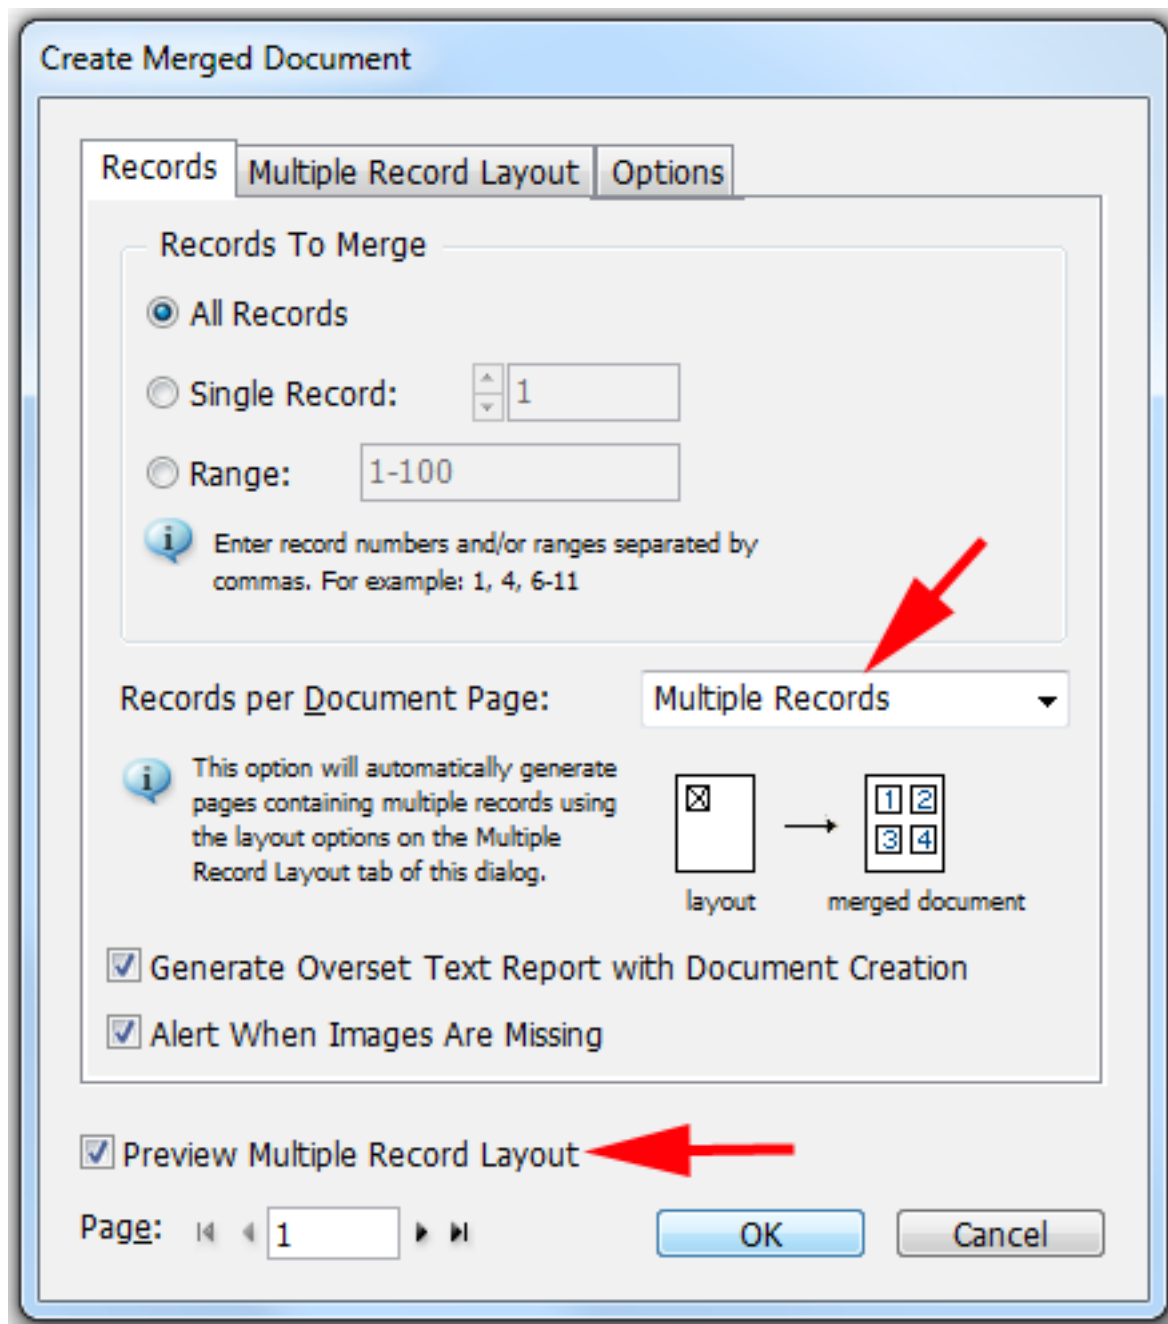 Create Merged Document
Records
Multiple Record Layout
Options
Records To Merge
All Records
Single Record:
1
Range:
1-100
Enter record numbers and/or ranges separated by
commas. For example: 1, 4, 6-11
Records per Document Page:
Multiple Records
This option will automatically generate
pages containing multiple records using
the layout options on the Multiple
Record Layout tab of this dialog.
1 2
3 4
layout
merged document
Generate Overset Text Report with Document Creation
Alert When Images Are Missing
Preview Multiple Record Layout
Page:
1
OK
Cancel